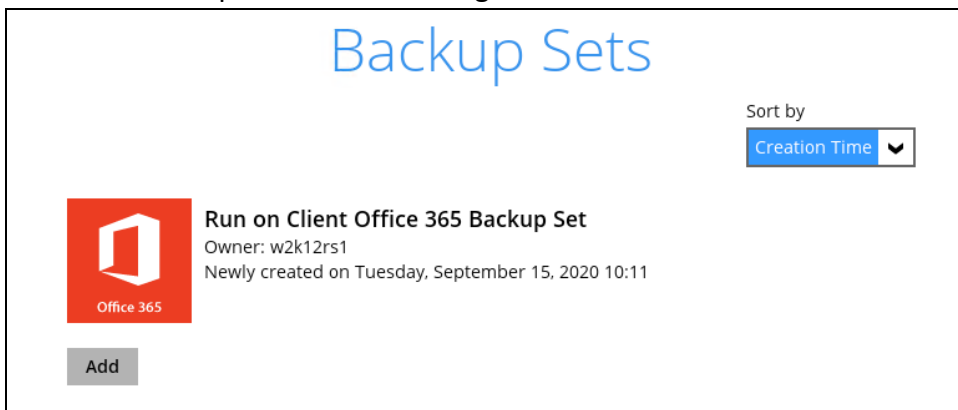 Backup Sets
Sort by
Creation Time
Run on Client Office 365 Backup Set
Owner: w2k12rs1
Newly created on Tuesday, September 15, 2020 10:11
Office 365
Add